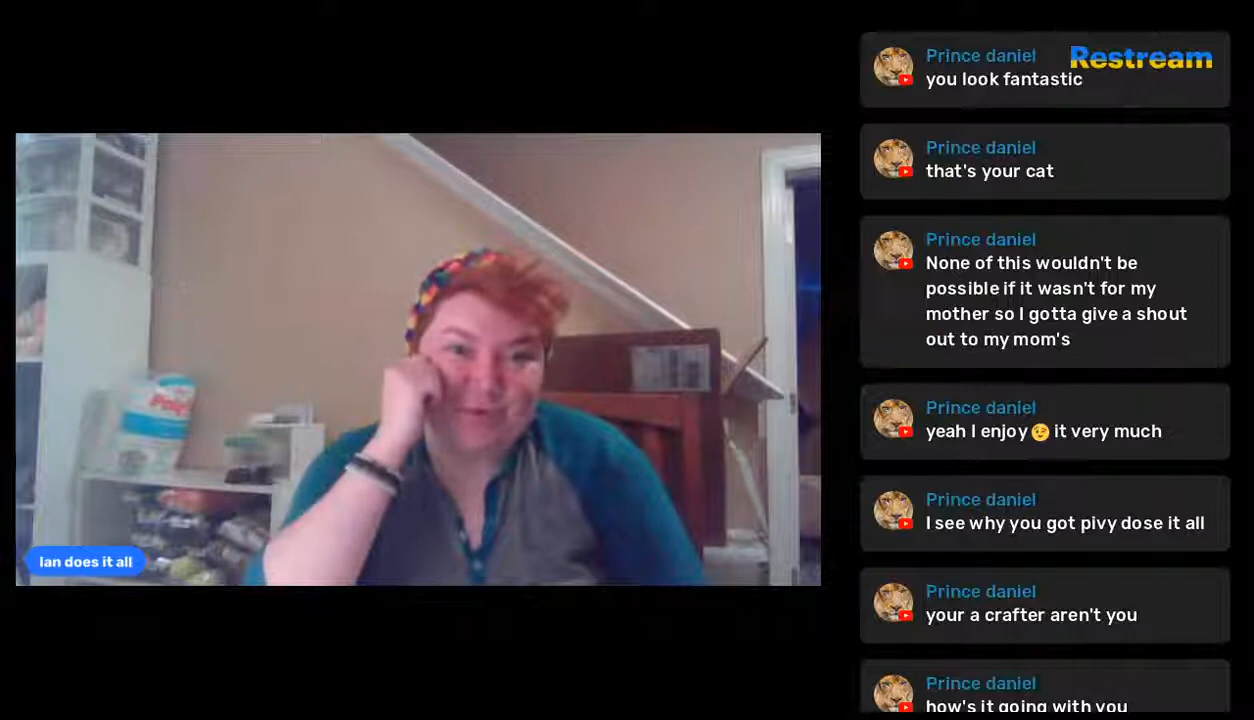 Restream
Prince daniel
you look fantastic
Prince daniel
that's your cat
Prince daniel
None of this wouldn't be
possible if it wasn't for my
mother so I gotta give a shout
out to my mom's
Prince daniel
yeah I enjoy😉it very much
Prince daniel
I see why you got pivy dose it all
Prince daniel
your a crafter aren't you
Prince daniel
how's it going with you
Ian does it all